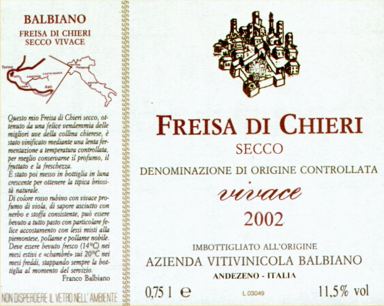 BALBIANO
FREISA DI CHIERI
SECCO VIVACE
Questo mio Freisa di Chieri secco, ot-
tenuto da una felice vendemmia delle
migliori uve della collina chierese, è
stato vinificato mediante una lenta fer-
mentazione a temperatura controllata,
per meglio conservarne il profumo, il
fruttato e la freschezza.
È stato poi messo in bottiglia in luna
crescente per ottenere la tipica briosi-
tà naturale.
Di colore rosso rubino con vivace pro-
fumo di viola, di sapore asciutto con
nerbo e stoffa consistente, può essere
bevuto a tutto pasto con particolare fe-
lice accostamento con lessi misti alla
piemontese, pollame e pollame nobile.
Deve essere bevuto fresco (14°C) nei
mesi estivi e «chambré» sui 20°C nei
mesi freddi, stappando sempre la bot-
tiglia al momento del servizio.
Franco Balbiano
NON DISPERDERE IL VETRO NELL'AMBIENTE
FREISA DI CHIERI
SECCO
DENOMINAZIONE DI ORIGINE CONTROLLATA
vivace
2002
IMBOTTIGLIATO ALL'ORIGINE
AZIENDA VITIVINICOLA BALBIANO
ANDEZENO - ITALIA
0,75 l e L 03049 11,5% vol